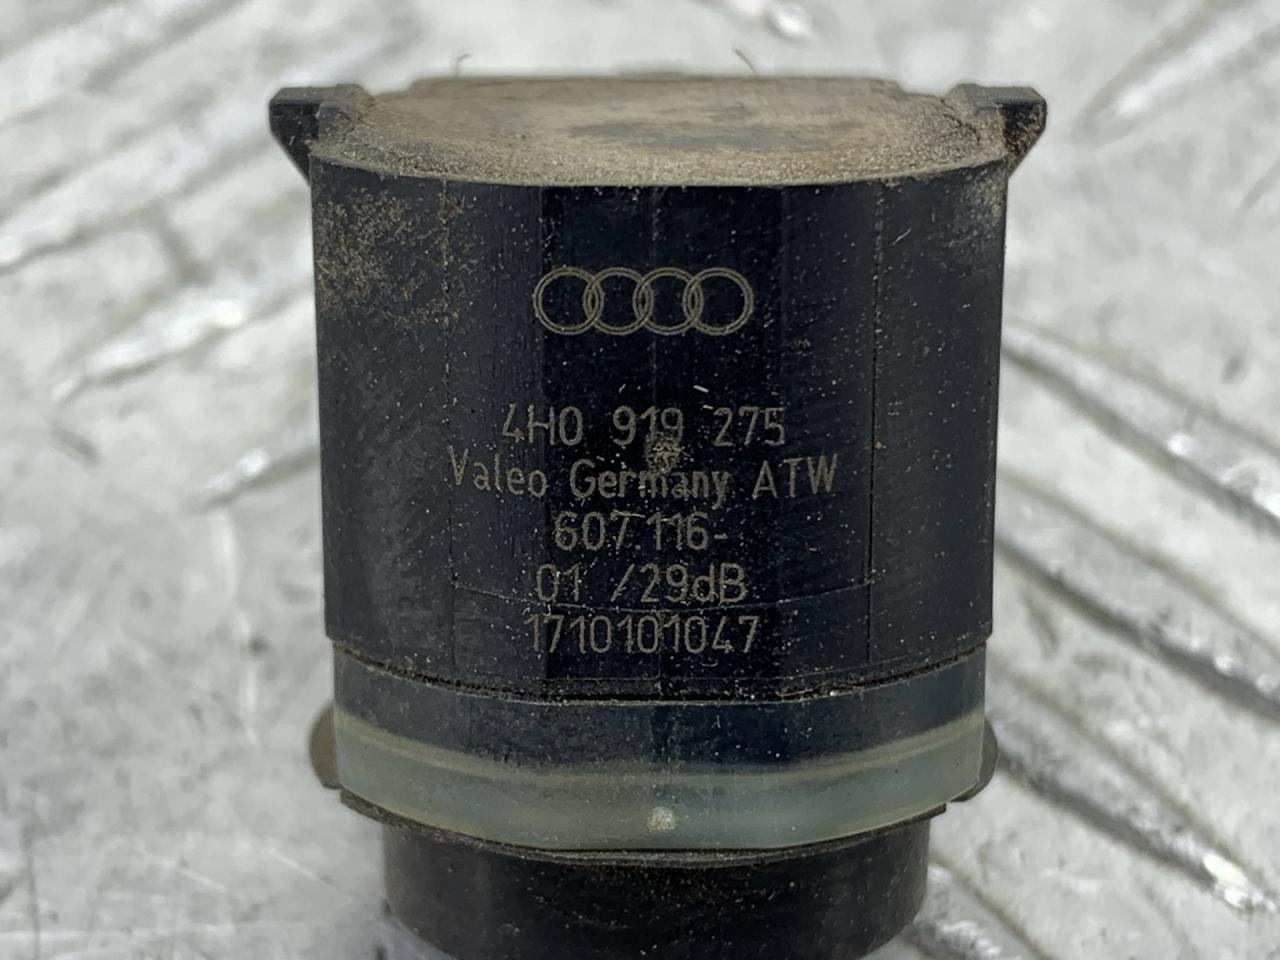 4H0 919 275
Valeo Germany ATW
607.116-
01 /29dB
1710101047